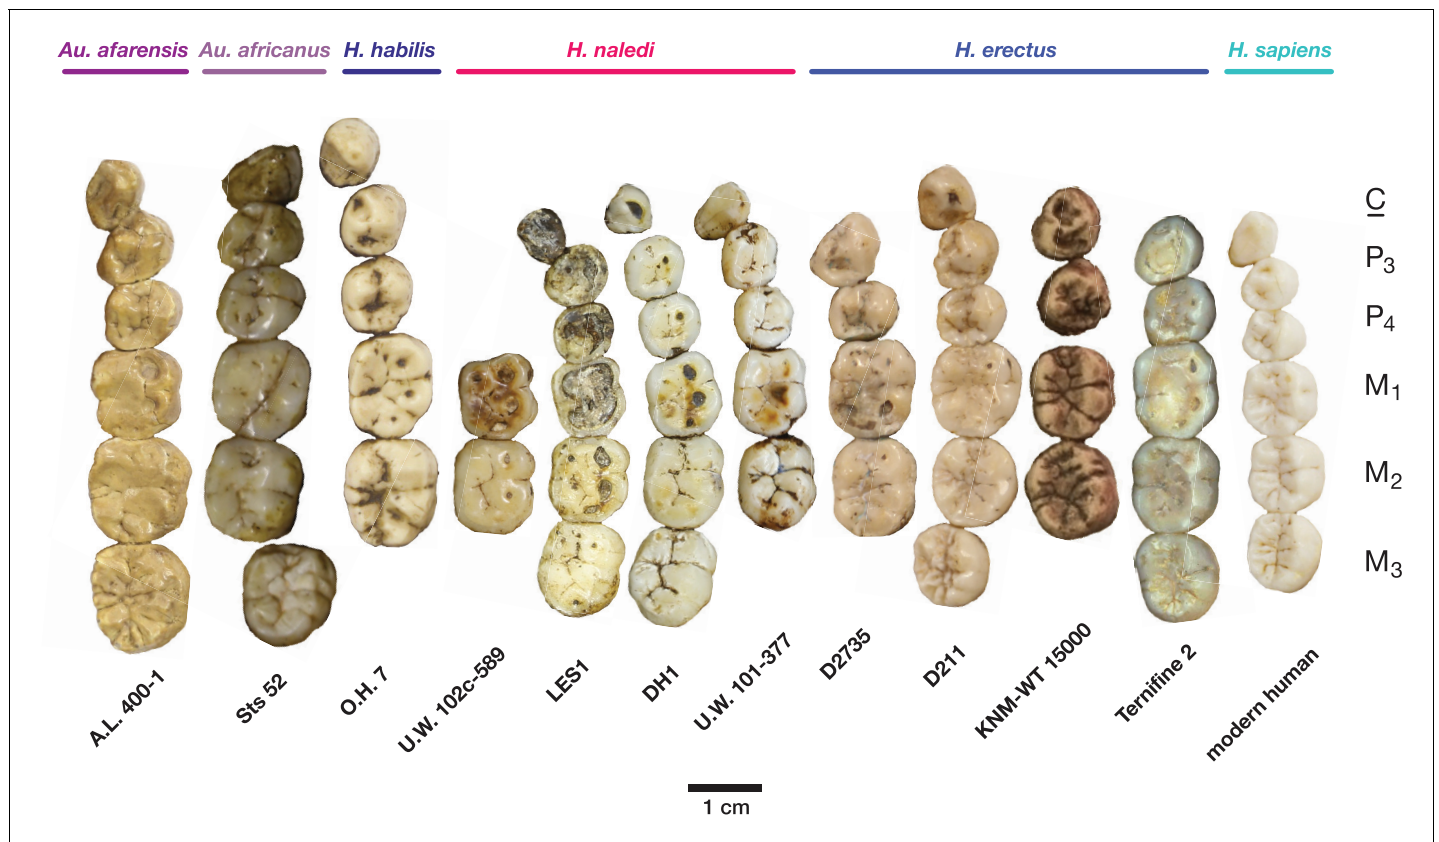 Au. afarensis Au. africanus H. habilis H. naledi H. erectus H. sapiens
C
P3
P4
M1
M2
M3
A.L. 400-1
Sts 52
O.H. 7
U.W. 102c-589
LES1
DH1
U.W. 101-377
D2735
D211
KNM-WT 15000
Ternifine 2
modern human
1 cm